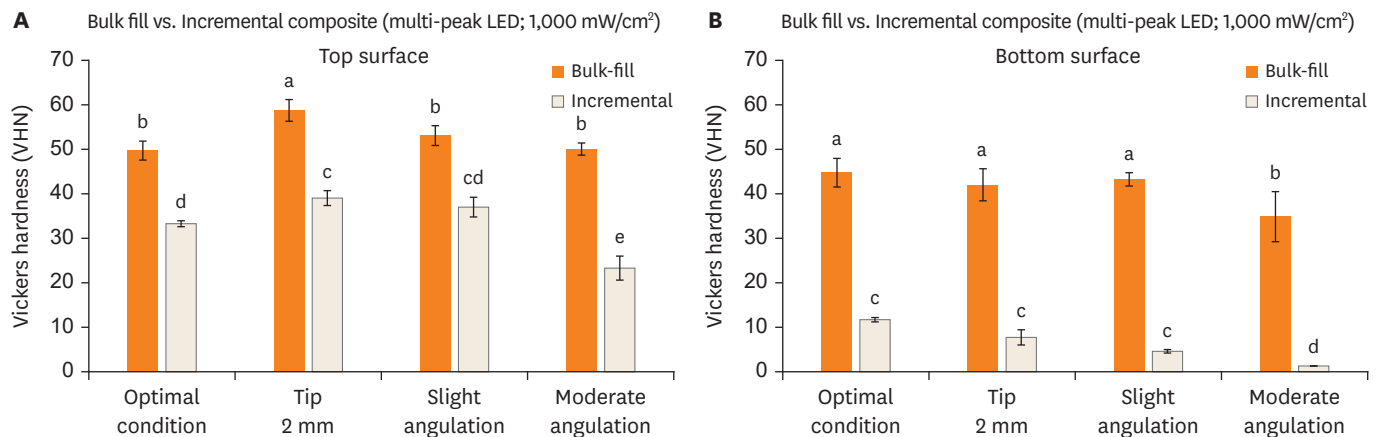 A Bulk fill vs. Incremental composite (multi-peak LED; 1,000 mW/cm²)
Top surface
Bulk-fill
Incremental
Vickers hardness (VHN)
70
60
50
40
30
20
10
0
b
d
a
c
b
cd
b
e
Optimal condition
Tip 2 mm
Slight angulation
Moderate angulation
B Bulk fill vs. Incremental composite (multi-peak LED; 1,000 mW/cm²)
Bottom surface
Bulk-fill
Incremental
Vickers hardness (VHN)
70
60
50
40
30
20
10
0
a
c
a
c
a
c
b
d
Optimal condition
Tip 2 mm
Slight angulation
Moderate angulation